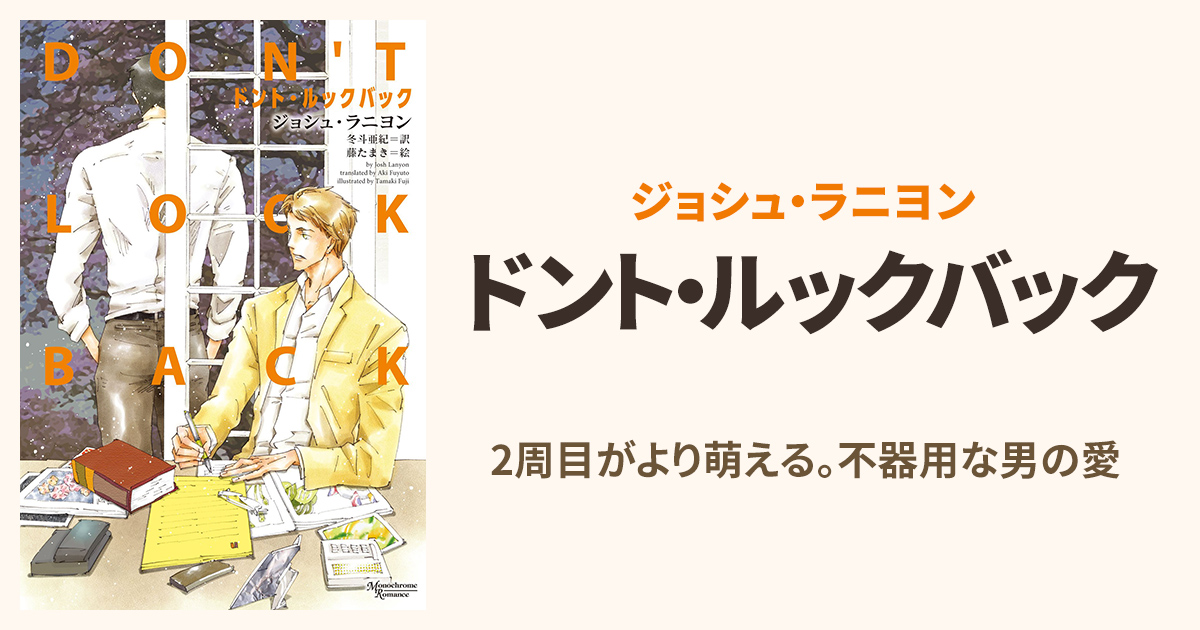 DON'T
ドント・ルックバック
ジョシュ・ラニヨン
冬斗亜紀=訳
藤たまき=絵
by Josh Lanyon
translated by Aki Fuyuto
illustrated by Tamaki Fuji
LOOK
BACK
Monochrome
Romance
ジョシュ・ラニヨン
ドント・ルックバック
2周目がより萌える。不器用な男の愛